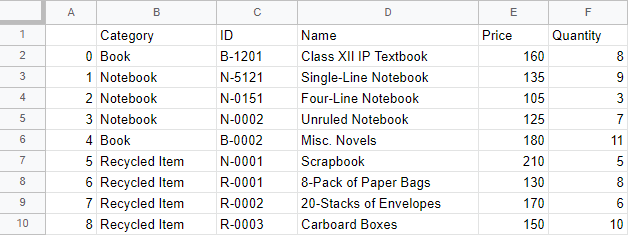 A B C D E F
1 Category ID Name Price Quantity
2 0 Book B-1201 Class XII IP Textbook 160 8
3 1 Notebook N-5121 Single-Line Notebook 135 9
4 2 Notebook N-0151 Four-Line Notebook 105 3
5 3 Notebook N-0002 Unruled Notebook 125 7
6 4 Book B-0002 Misc. Novels 180 11
7 5 Recycled Item N-0001 Scrapbook 210 5
8 6 Recycled Item R-0001 8-Pack of Paper Bags 130 8
9 7 Recycled Item R-0002 20-Stacks of Envelopes 170 6
10 8 Recycled Item R-0003 Carboard Boxes 150 10